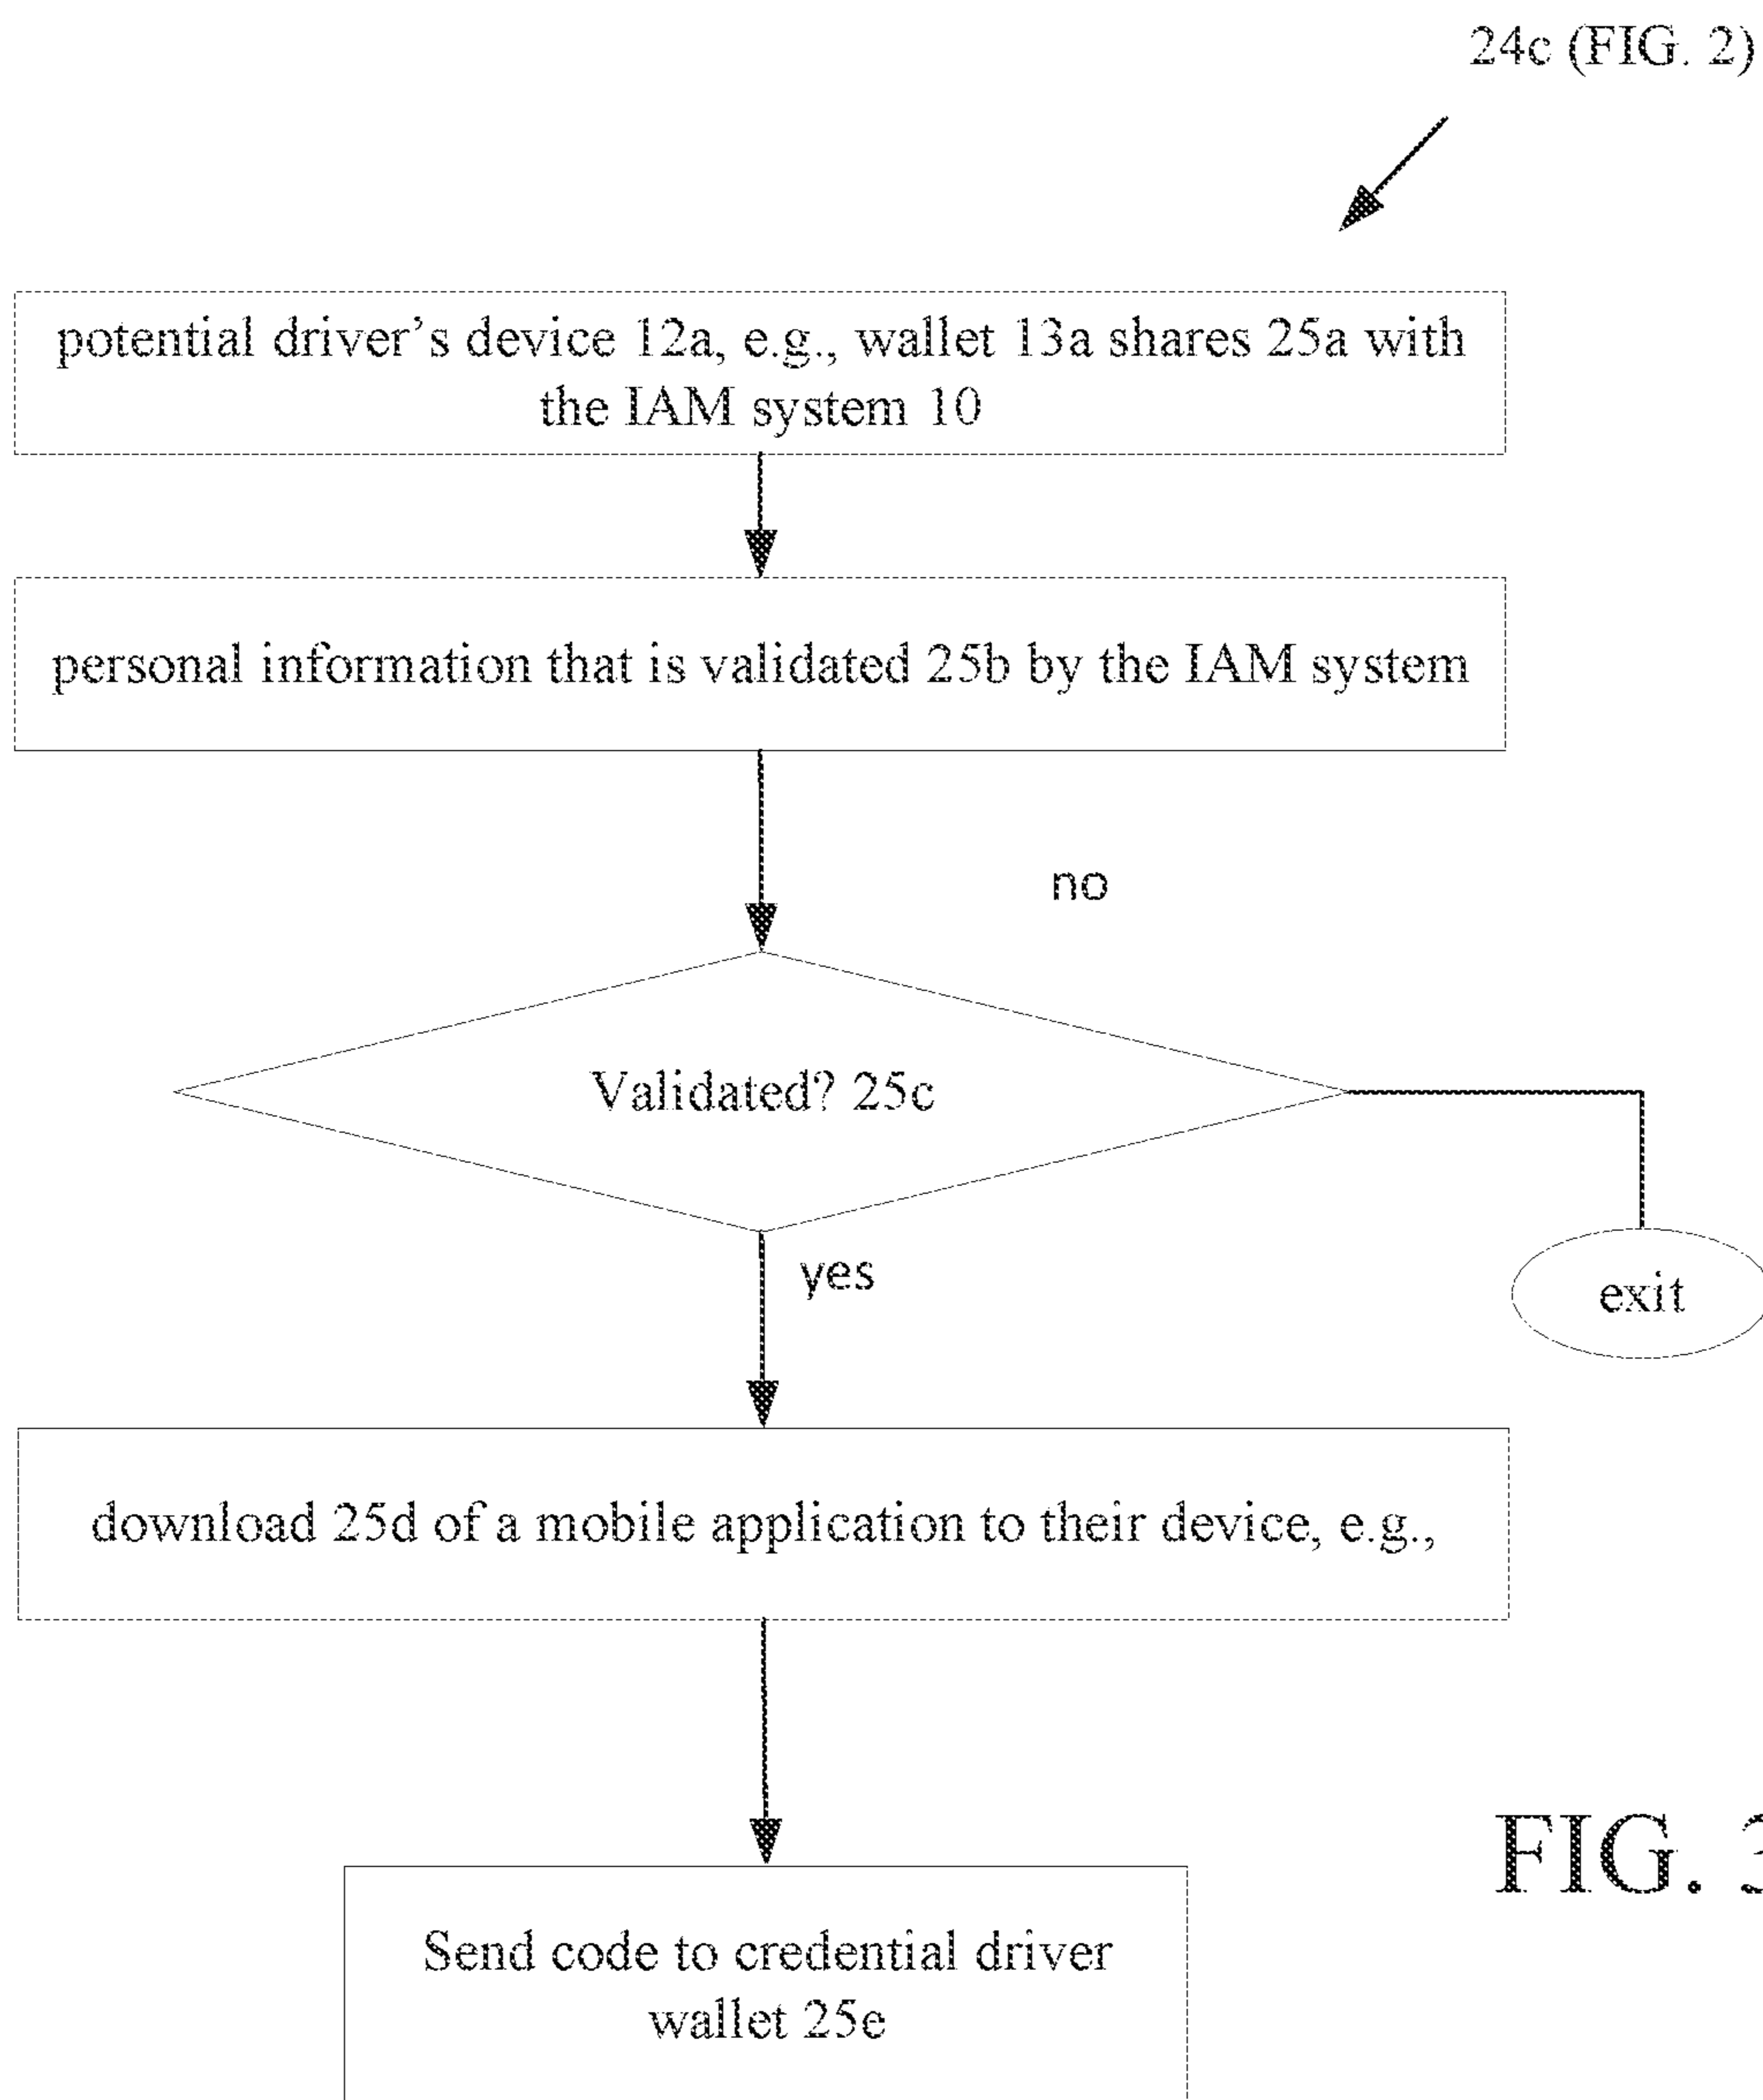 24c (FIG. 2)
potential driver's device 12a, e.g., wallet 13a shares 25a with
the IAM system 10
personal information that is validated 25b by the IAM system
no
Validated? 25c
yes
exit
download 25d of a mobile application to their device, e.g.,
FIG. 3
Send code to credential driver
wallet 25e